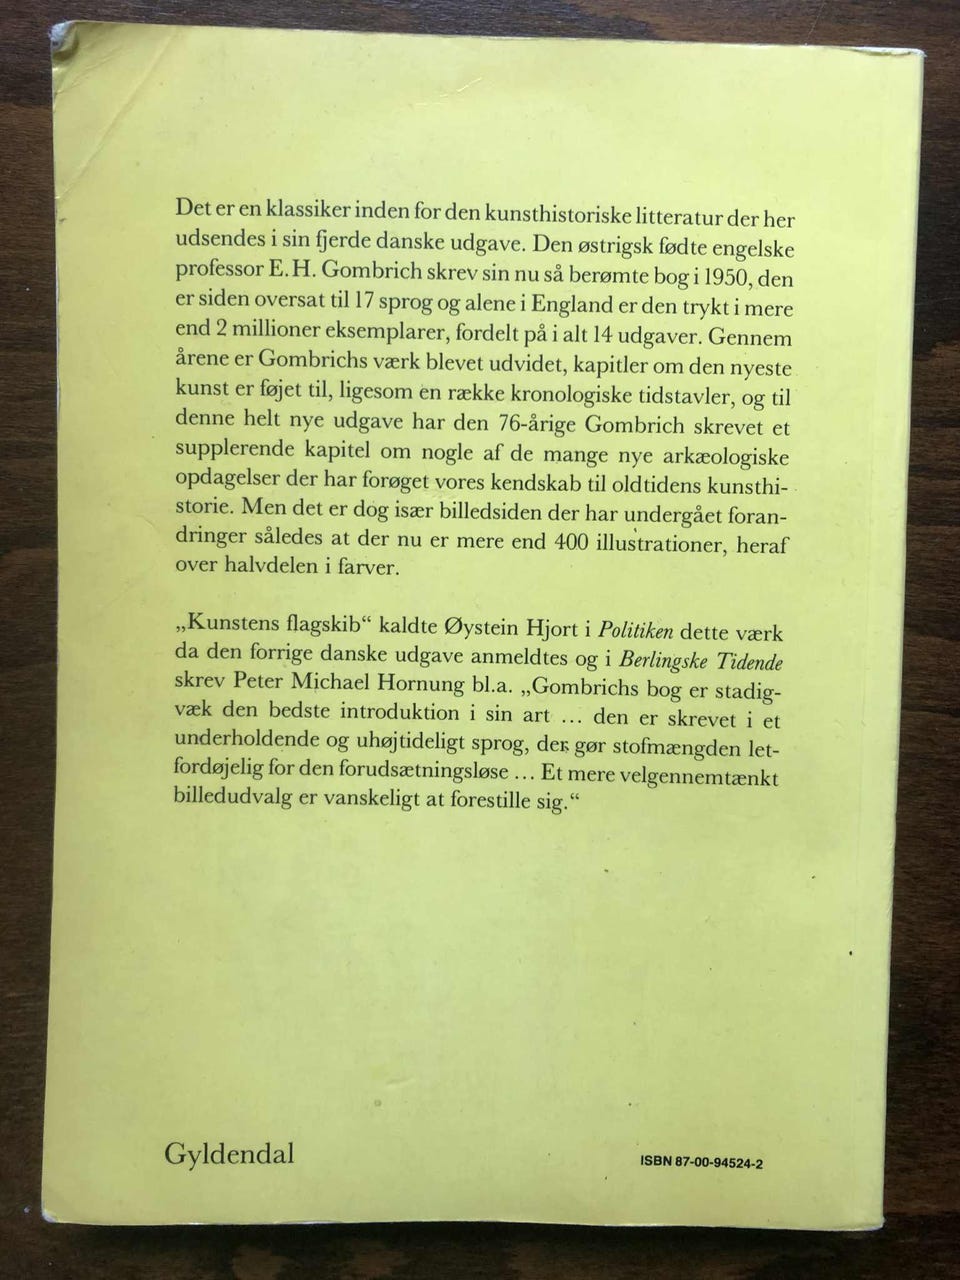 Det er en klassiker inden for den kunsthistoriske litteratur der her
udsendes i sin fjerde danske udgave. Den østrigsk fødte engelske
professor E. H. Gombrich skrev sin nu så berømte bog i 1950, den
er siden oversat til 17 sprog og alene i England er den trykt i mere
end 2 millioner eksemplarer, fordelt på i alt 14 udgaver. Gennem
årene er Gombrichs værk blevet udvidet, kapitler om den nyeste
kunst er føjet til, ligesom en række kronologiske tidstavler, og til
denne helt nye udgave har den 76-årige Gombrich skrevet et
supplerende kapitel om nogle af de mange nye arkæologiske
opdagelser der har forøget vores kendskab til oldtidens kunsthi-
storie. Men det er dog især billedsiden der har undergået foran-
dringer således at der nu er mere end 400 illustrationer, heraf
over halvdelen i farver.
„Kunstens flagskib“ kaldte Øystein Hjort i Politiken dette værk
da den forrige danske udgave anmeldtes og i Berlingske Tidende
skrev Peter Michael Hornung bl.a. „Gombrichs bog er stadig-
væk den bedste introduktion i sin art ... den er skrevet i et
underholdende og uhøjtideligt sprog, der gør stofmængden let-
fordøjelig for den forudsætningsløse ... Et mere velgennemtænkt
billedudvalg er vanskeligt at forestille sig.“
Gyldendal
ISBN 87-00-94524-2